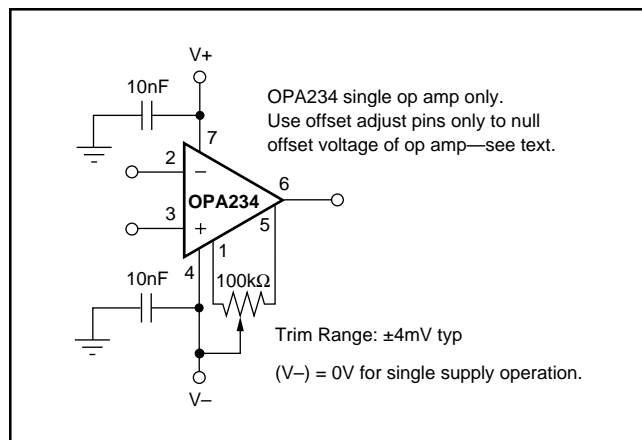 V+
10nF
OPA234 single op amp only.
Use offset adjust pins only to null
offset voltage of op amp—see text.
7
2
–
6
OPA234
3
+
5
1
4
100kΩ
10nF
Trim Range: ±4mV typ
(V–) = 0V for single supply operation.
V–